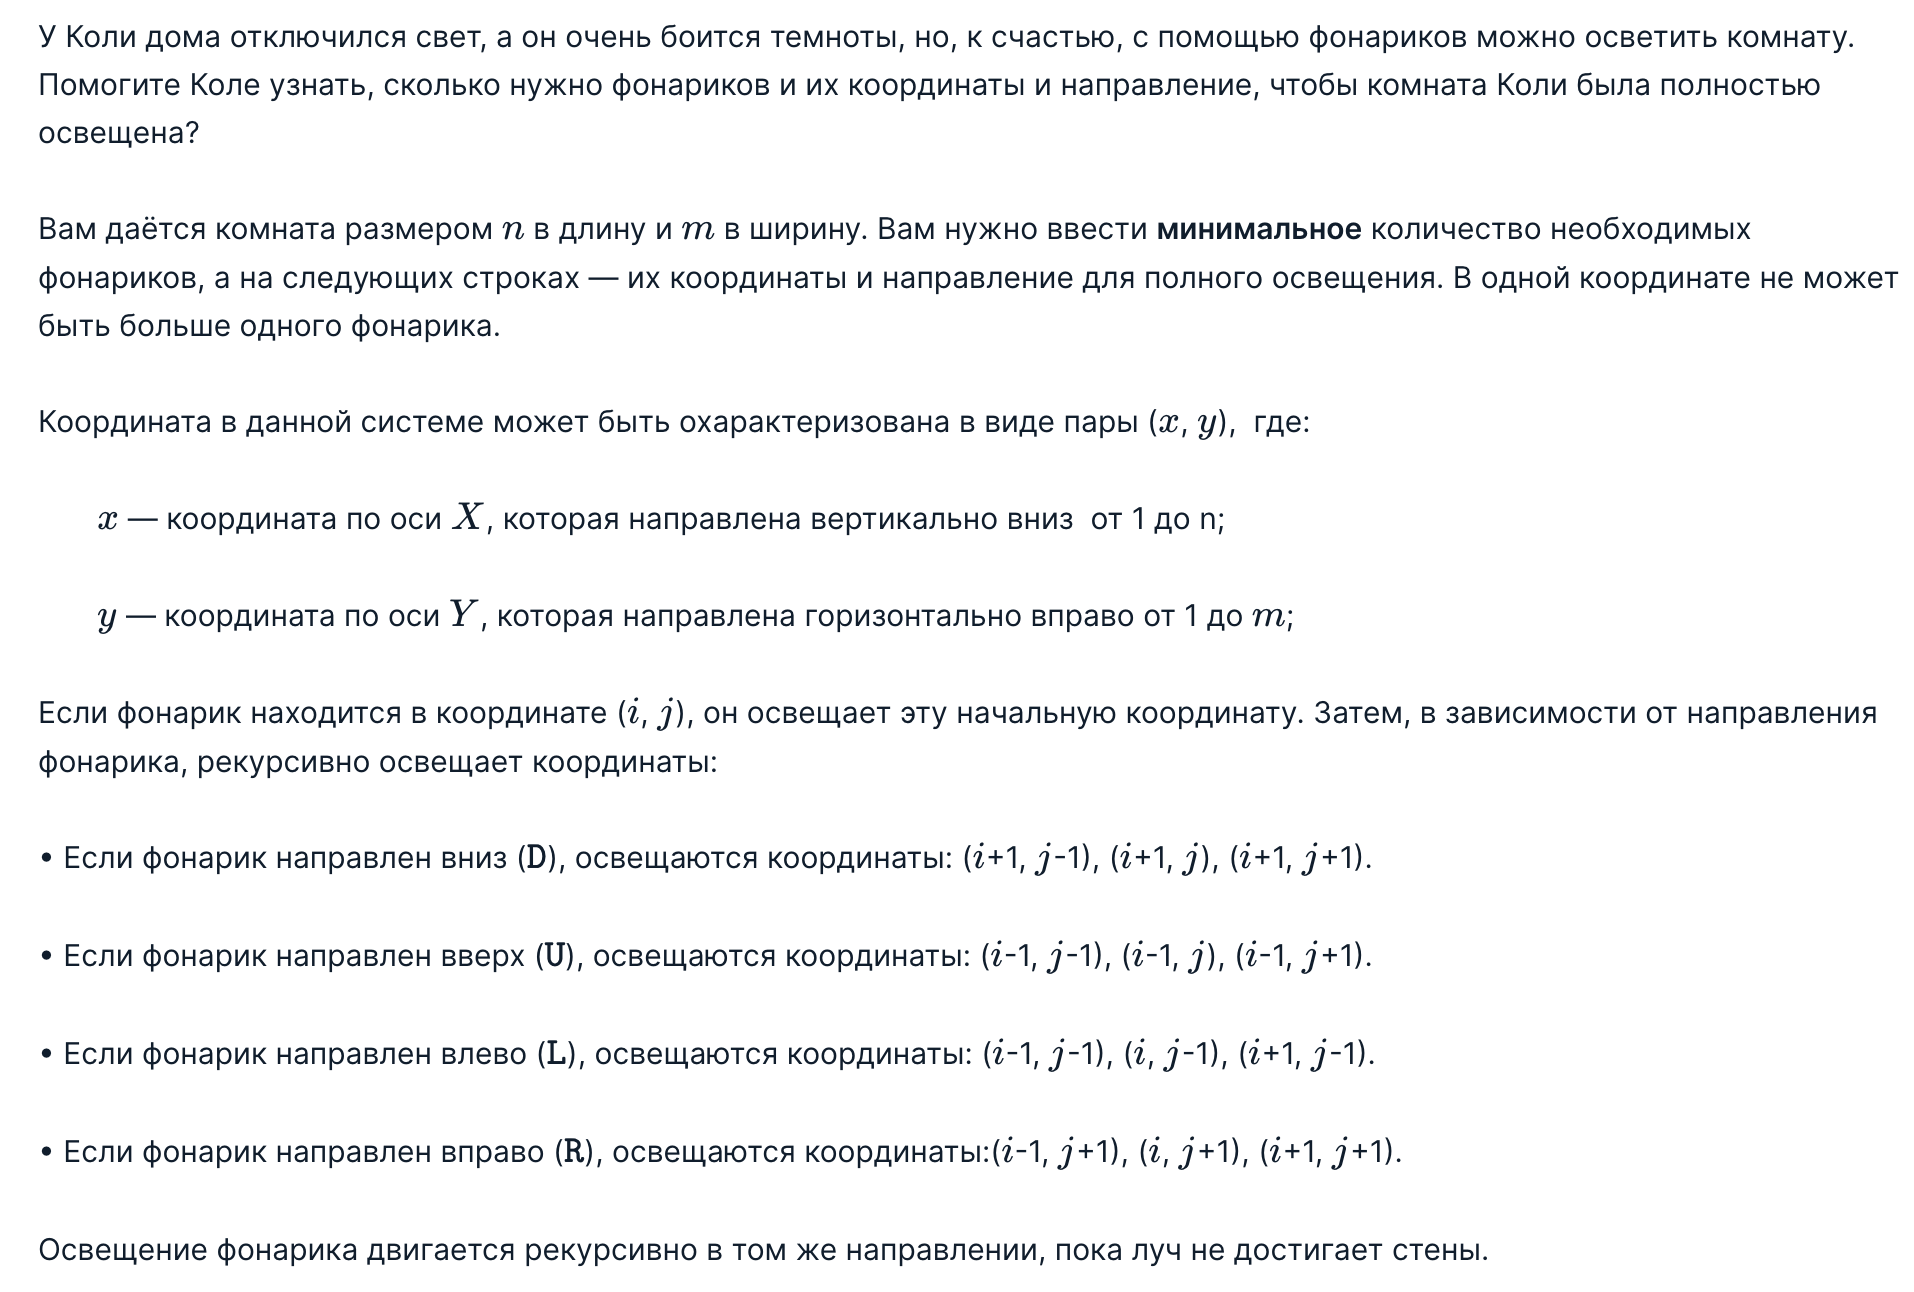 У Коли дома отключился свет, а он очень боится темноты, но, к счастью, с помощью фонариков можно осветить комнату.
Помогите Коле узнать, сколько нужно фонариков и их координаты и направление, чтобы комната Коли была полностью
освещена?
Вам даётся комната размером n в длину и m в ширину. Вам нужно ввести минимальное количество необходимых
фонариков, а на следующих строках — их координаты и направление для полного освещения. В одной координате не может
быть больше одного фонарика.
Координата в данной системе может быть охарактеризована в виде пары (x, y), где:
x — координата по оси X, которая направлена вертикально вниз от 1 до n;
y — координата по оси Y, которая направлена горизонтально вправо от 1 до m;
Если фонарик находится в координате (i, j), он освещает эту начальную координату. Затем, в зависимости от направления
фонарика, рекурсивно освещает координаты:
• Если фонарик направлен вниз (D), освещаются координаты: (i+1, j-1), (i+1, j), (i+1, j+1).
• Если фонарик направлен вверх (U), освещаются координаты: (i-1, j-1), (i-1, j), (i-1, j+1).
• Если фонарик направлен влево (L), освещаются координаты: (i-1, j-1), (i, j-1), (i+1, j-1).
• Если фонарик направлен вправо (R), освещаются координаты:(i-1, j+1), (i, j+1), (i+1, j+1).
Освещение фонарика двигается рекурсивно в том же направлении, пока луч не достигает стены.